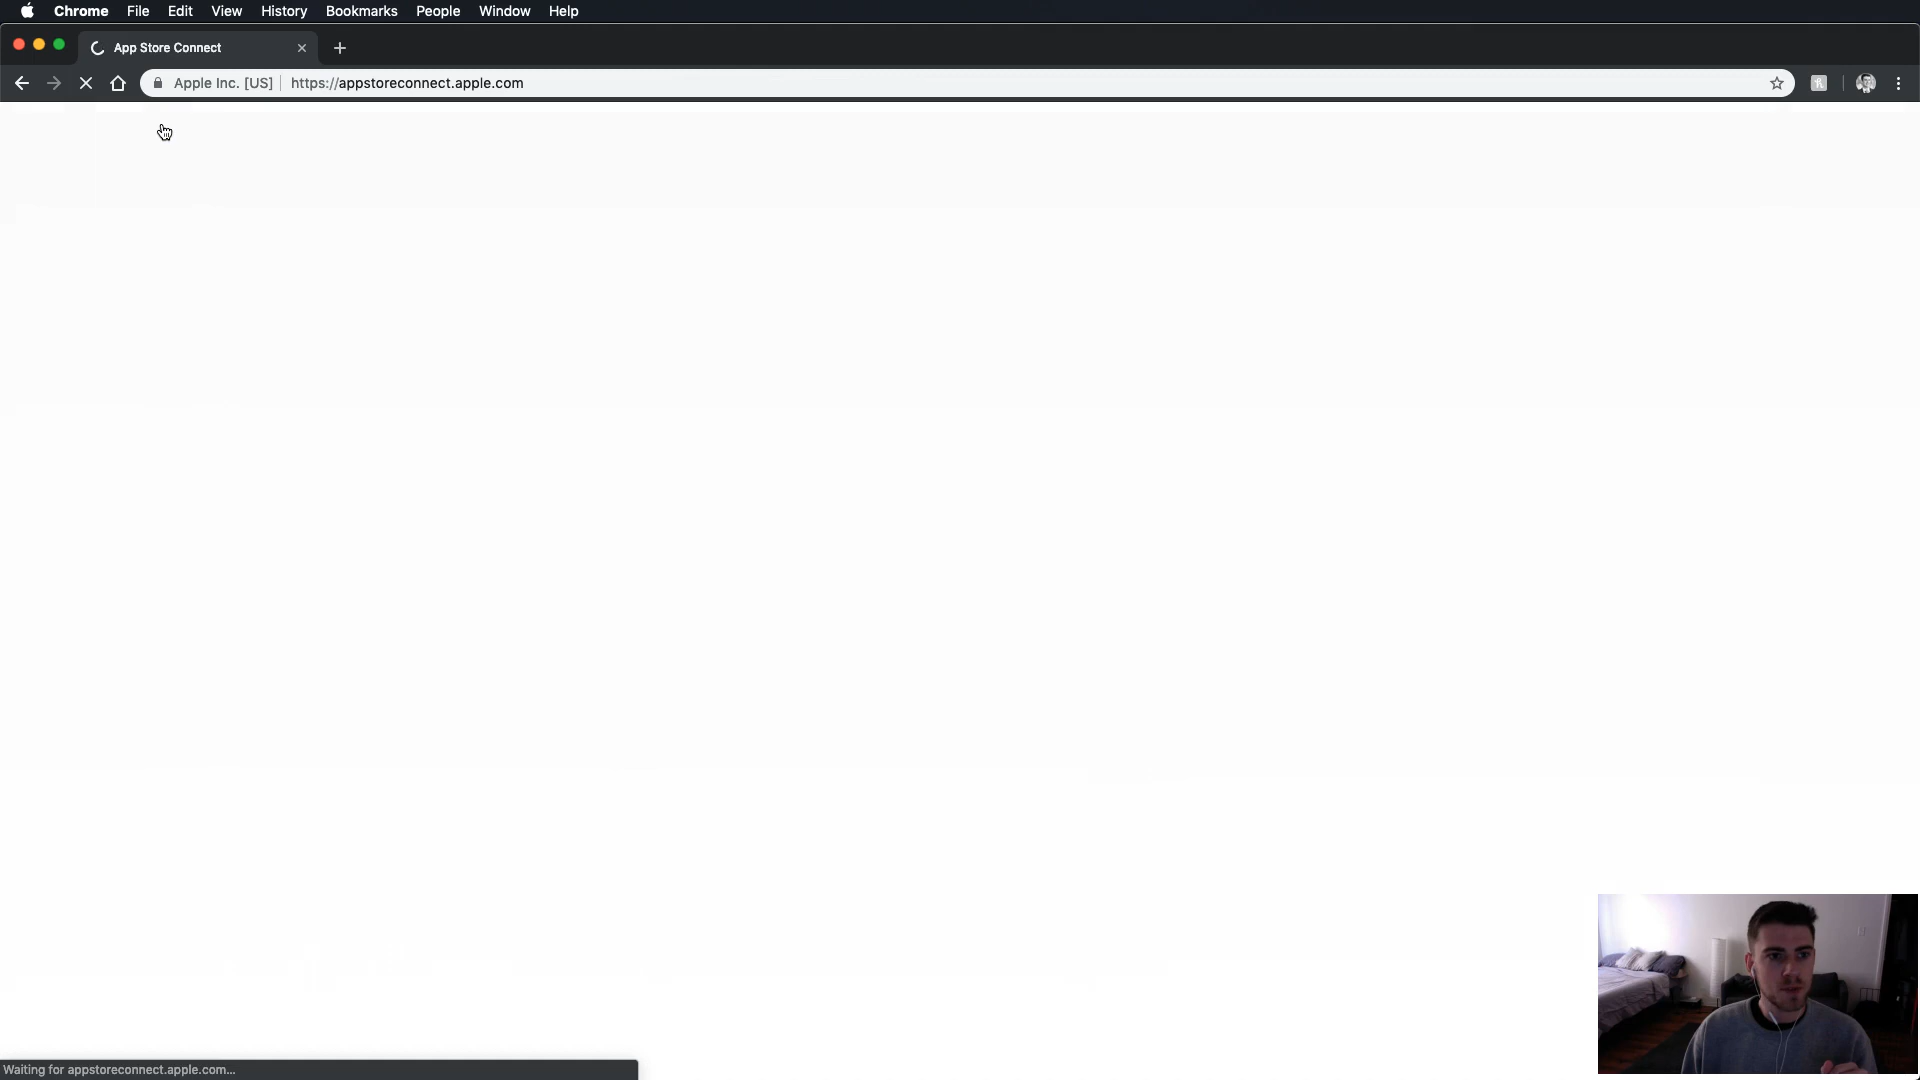 Chrome File Edit View History Bookmarks People Window Help
App Store Connect
Apple Inc. [US] https://appstoreconnect.apple.com
Waiting for appstoreconnect.apple.com...